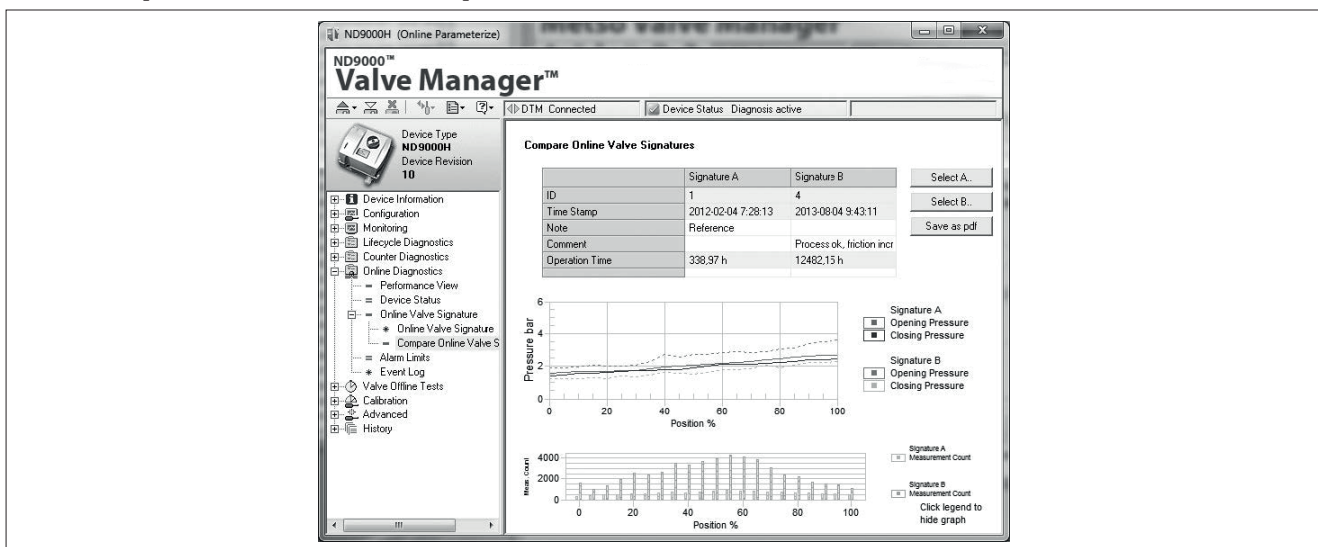 ND9000H (Online Parameterize)
Metso Valve Manager
ND9000™
Valve Manager™
DTM Connected
Device Status Diagnosis active
Device Type
ND9000H
Device Revision
10
Device Information
Configuration
Monitoring
Lifecycle Diagnostics
Counter Diagnostics
Online Diagnostics
Performance View
Device Status
Online Valve Signature
Online Valve Signature
Compare Online Valve S
Alarm Limits
Event Log
Valve Offline Tests
Calibration
Advanced
History
Compare Online Valve Signatures
Signature A Signature B
ID 1 4
Time Stamp 2012-02-04 7:28:13 2013-08-04 9:43:11
Note Reference
Comment Process ok, friction incr
Operation Time 338,97 h 12482,15 h
Select A..
Select B..
Save as pdf
6
4
2
0
Pressure bar
0 20 40 60 80 100
Position %
Signature A
Opening Pressure
Closing Pressure
Signature B
Opening Pressure
Closing Pressure
4000
2000
0
Meas. Count
0 20 40 60 80 100
Position %
Signature A
Measurement Count
Signature B
Measurement Count
Click legend to
hide graph